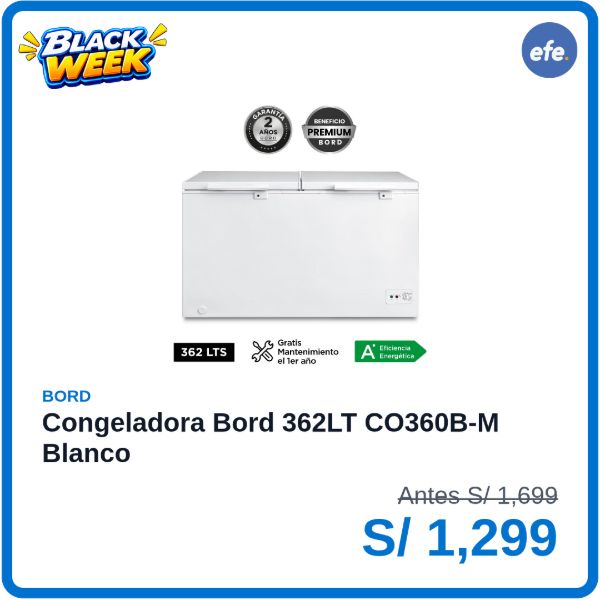 BLACK
WEEK
efe.
GARANTÍA
2
AÑOS
BORD
BENEFICIO
PREMIUM
BORD
362 LTS
Gratis
Mantenimiento
el 1er año
A+
Eficiencia
Energética
BORD
Congeladora Bord 362LT CO360B-M
Blanco
Antes S/ 1,699
S/ 1,299